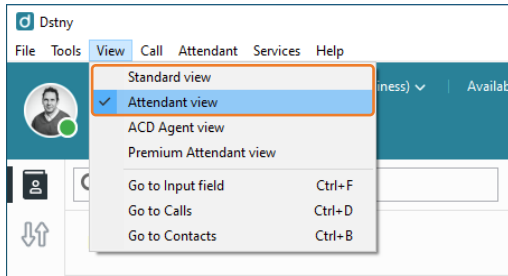 Dstny
File Tools View Call Attendant Services Help
Standard view
iness) Availab
Attendant view
ACD Agent view
Premium Attendant view
Go to Input field Ctrl+F
Go to Calls Ctrl+D
Go to Contacts Ctrl+B